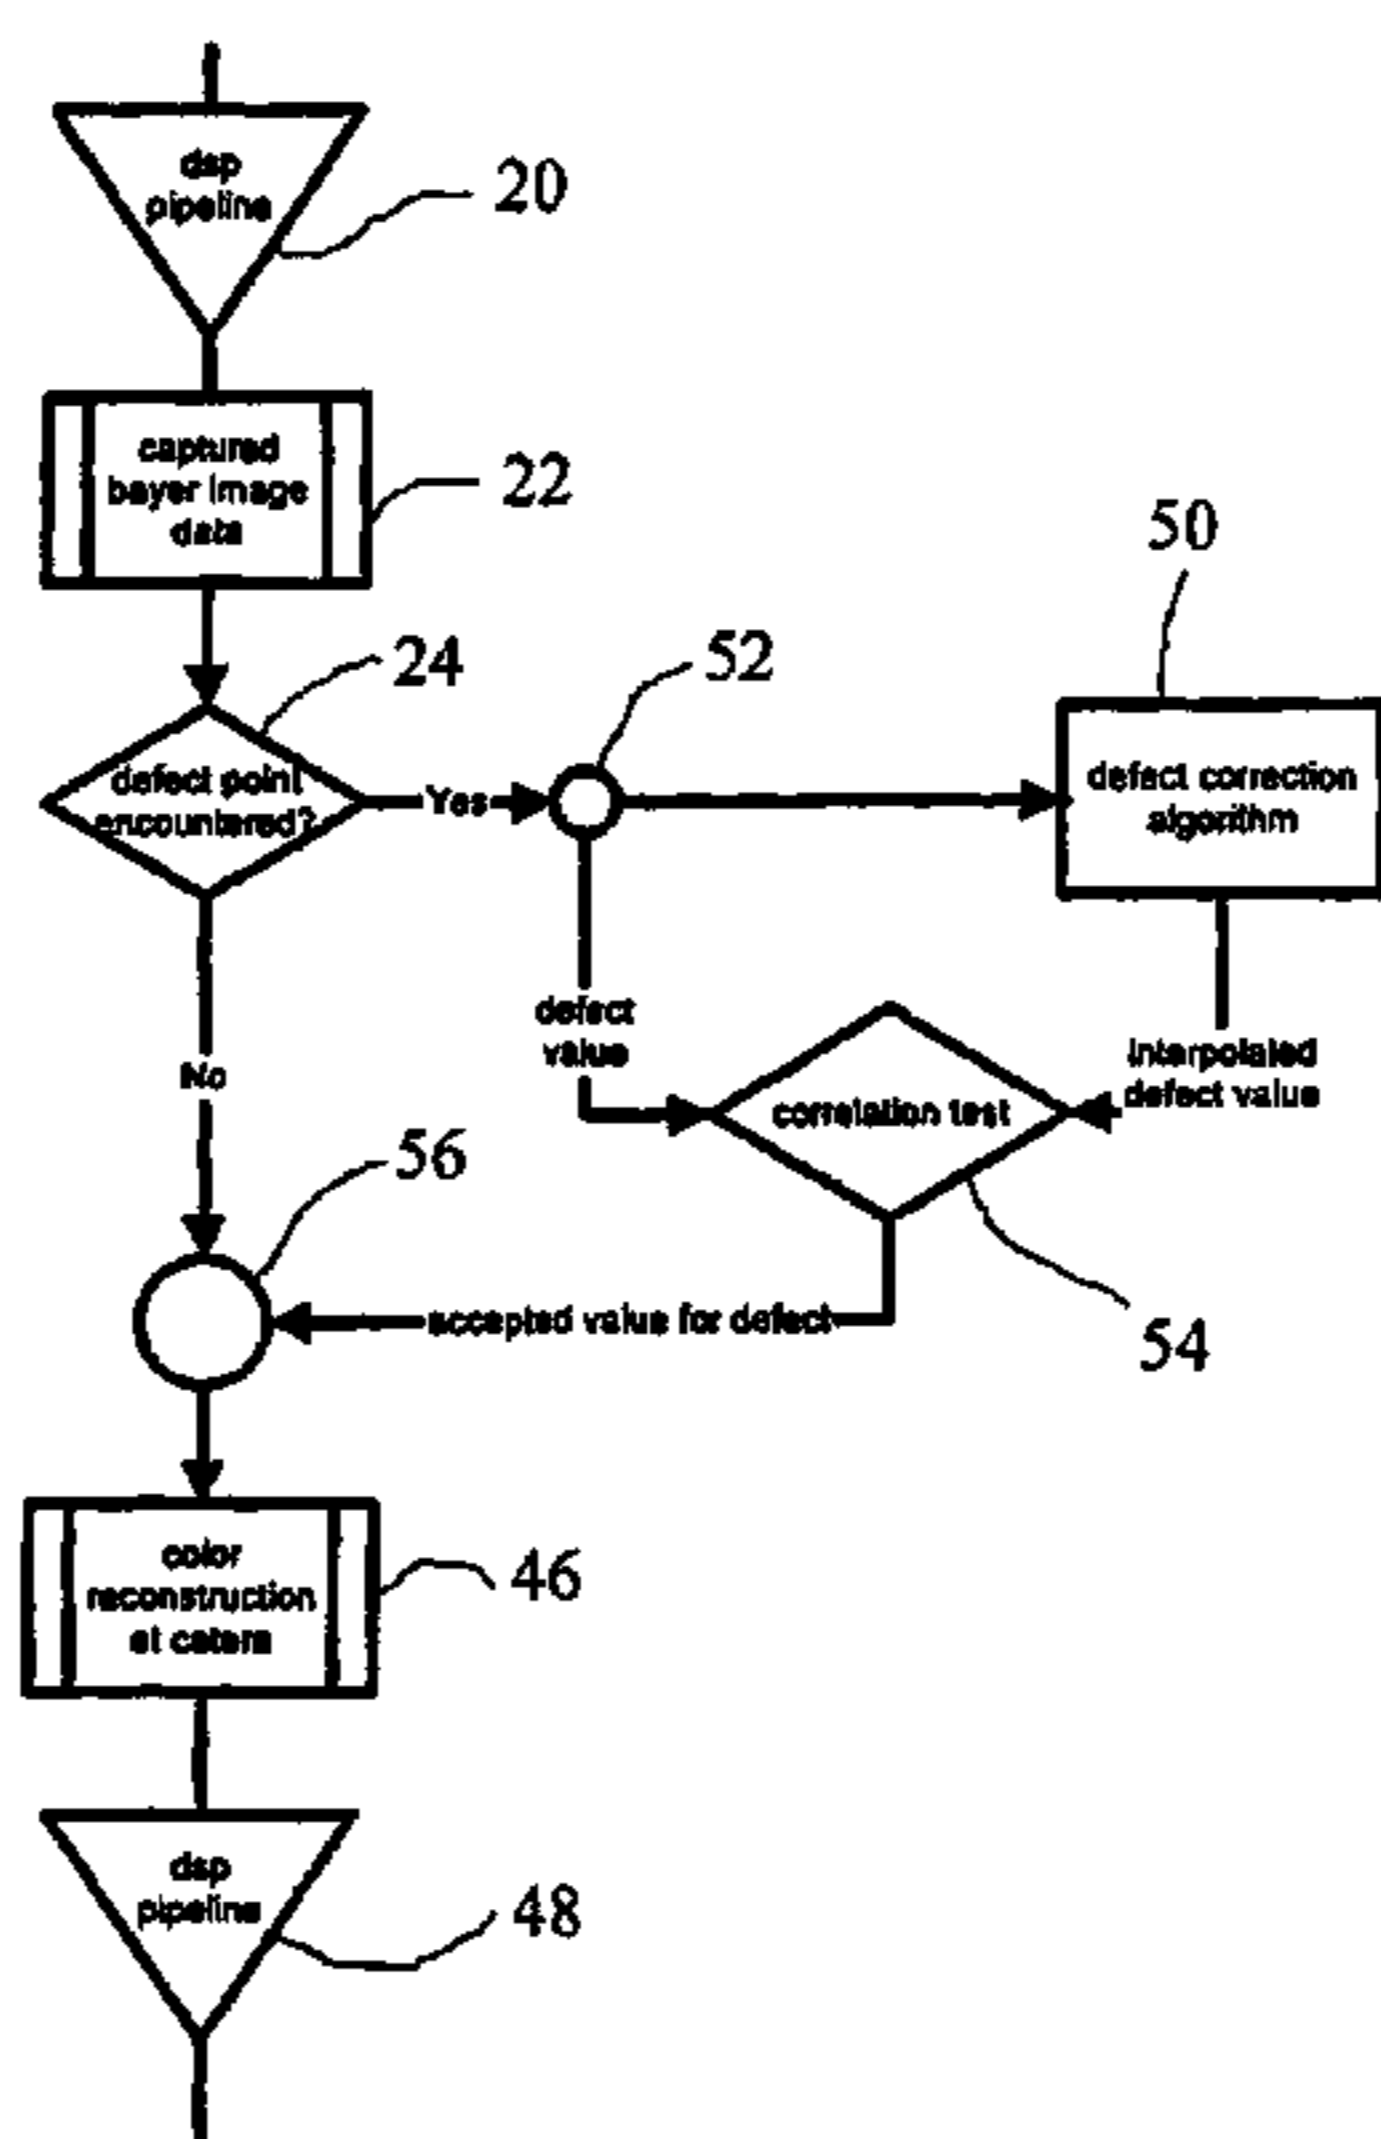 dsp
pipeline
20
captured
bayer image
data
22
50
24
52
defect point
encountered?
Yes
defect correction
algorithm
defect
value
interpolated
defect value
No
correlation test
56
accepted value for defect
54
color
reconstruction
et cetera
46
dsp
pipeline
48